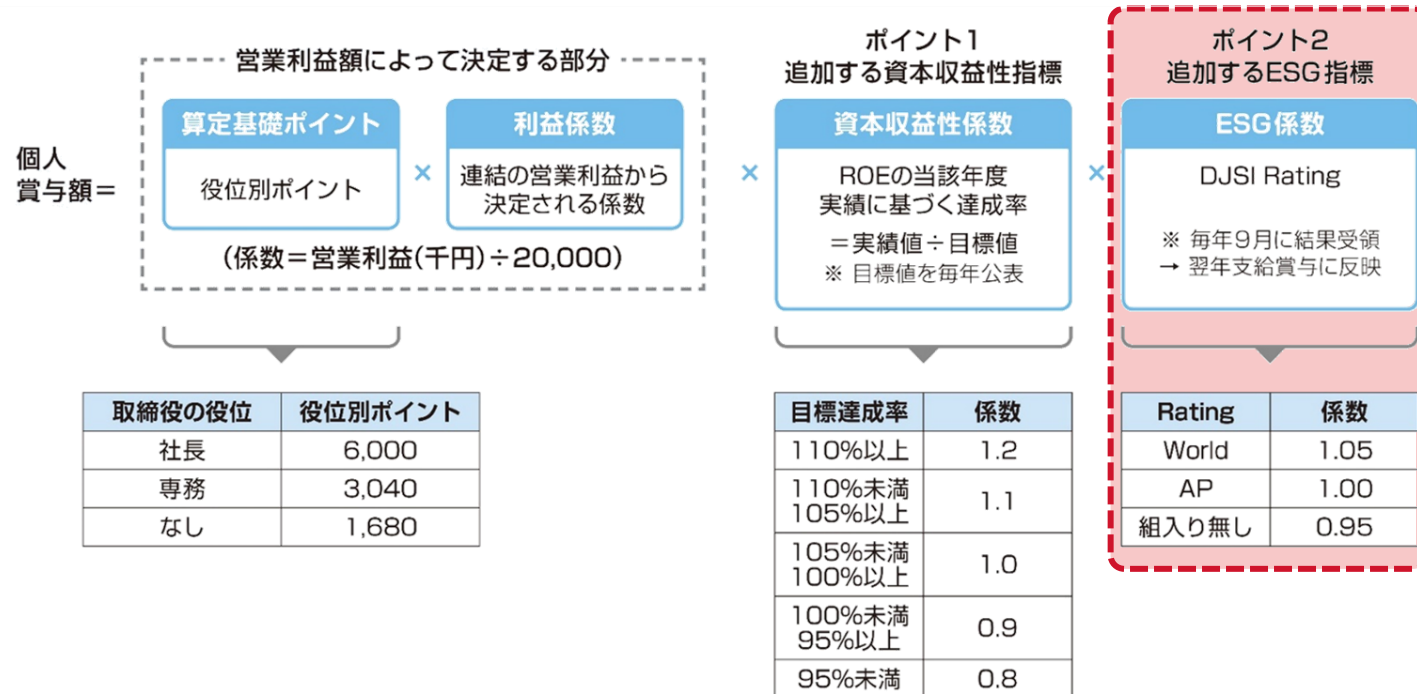 営業利益額によって決定する部分
ポイント1
追加する資本収益性指標
ポイント2
追加するESG指標
個人
賞与額＝
算定基礎ポイント
役位別ポイント
×
利益係数
連結の営業利益から
決定される係数
(係数＝営業利益(千円)÷20,000)
×
資本収益性係数
ROEの当該年度
実績に基づく達成率
＝実績値÷目標値
※ 目標値を毎年公表
×
ESG係数
DJSI Rating
※ 毎年9月に結果受領
→ 翌年支給賞与に反映
取締役の役位 役位別ポイント
社長 6,000
専務 3,040
なし 1,680
目標達成率 係数
110%以上 1.2
110%未満
105%以上 1.1
105%未満
100%以上 1.0
100%未満
95%以上 0.9
95%未満 0.8
Rating 係数
World 1.05
AP 1.00
組入り無し 0.95